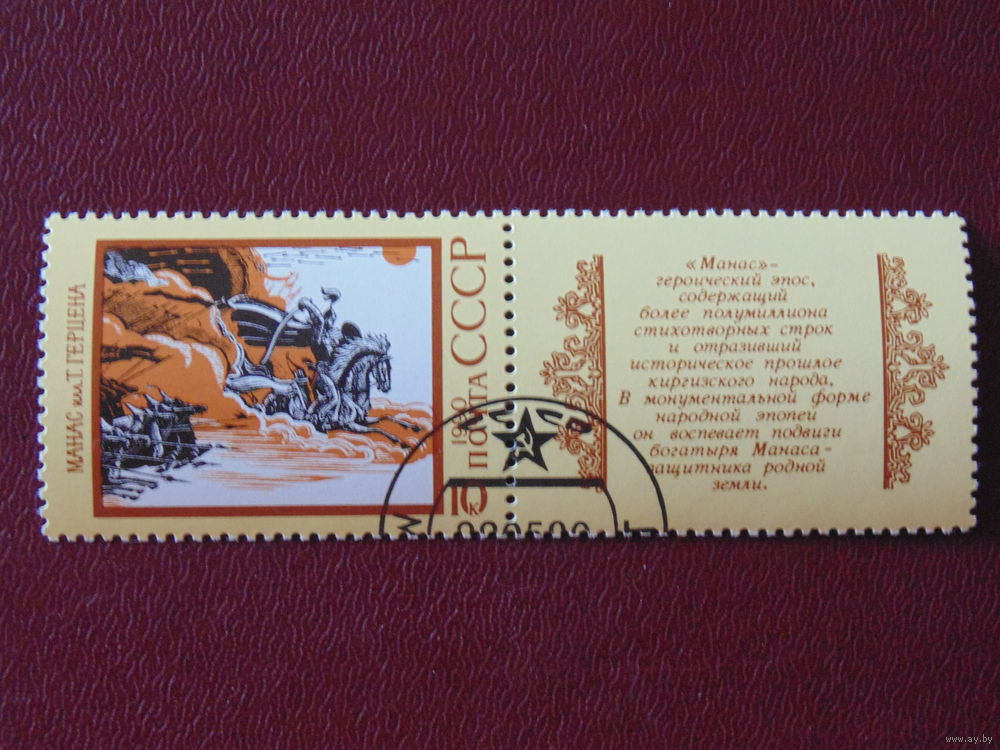 МАНАС илл. Т. ГЕРЦЕНА
1990
ПОЧТА СССР
10к
«Манас»-
героический эпос,
содержащий
более полумиллиона
стихотворных строк
и отразивший
историческое прошлое
киргизского народа.
В монументальной форме
народной эпопеи
он воспевает подвиги
богатыря Манаса-
защитника родной
земли.
www.ay.by